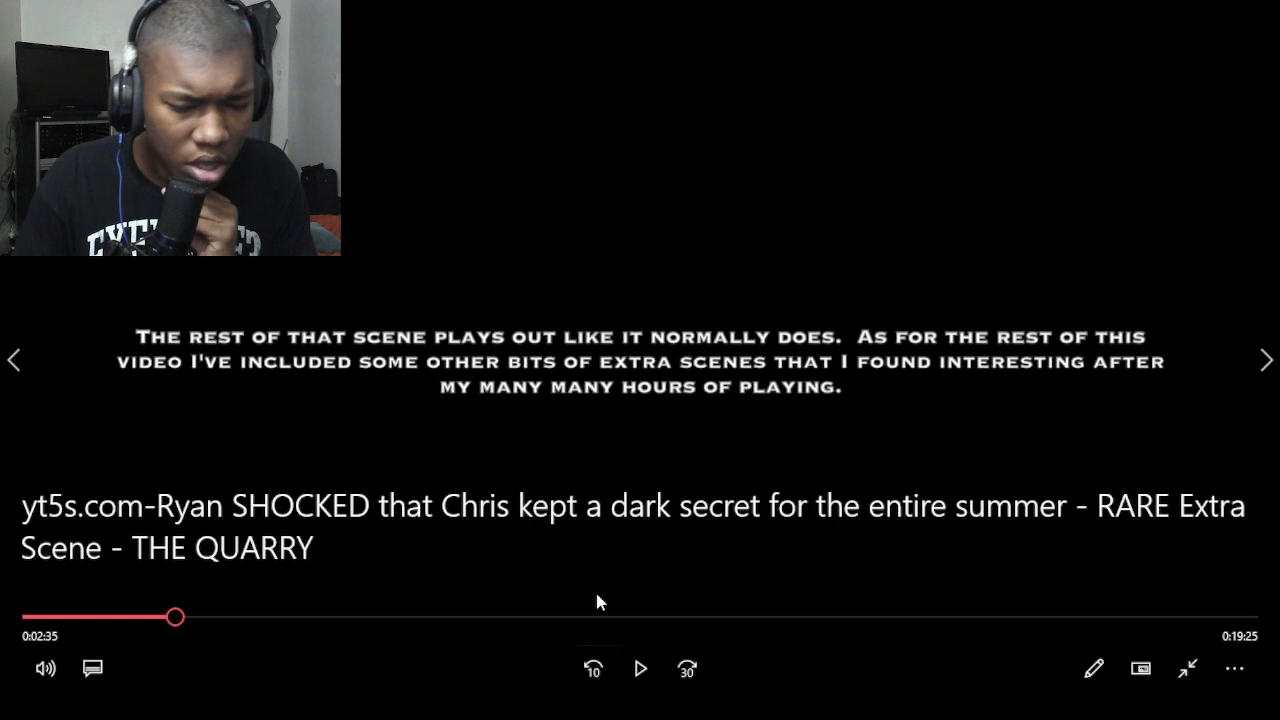 THE REST OF THAT SCENE PLAYS OUT LIKE IT NORMALLY DOES. AS FOR THE REST OF THIS
VIDEO I'VE INCLUDED SOME OTHER BITS OF EXTRA SCENES THAT I FOUND INTERESTING AFTER
MY MANY MANY HOURS OF PLAYING.
yt5s.com-Ryan SHOCKED that Chris kept a dark secret for the entire summer - RARE Extra
Scene - THE QUARRY
0:02:35
0:19:25
10
30